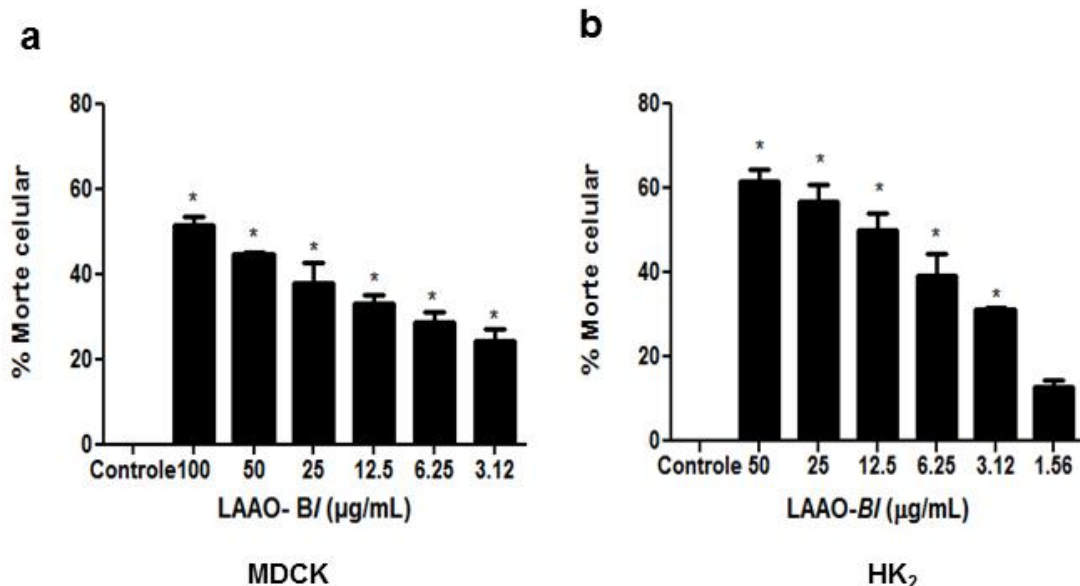 a
b
% Morte celular
80
60
40
20
0
* * * * * *
Controle 100 50 25 12.5 6.25 3.12
LAAO- Bl (µg/mL)
MDCK
% Morte celular
80
60
40
20
0
* * * * *
Controle 50 25 12.5 6.25 3.12 1.56
LAAO-Bl (µg/mL)
HK₂